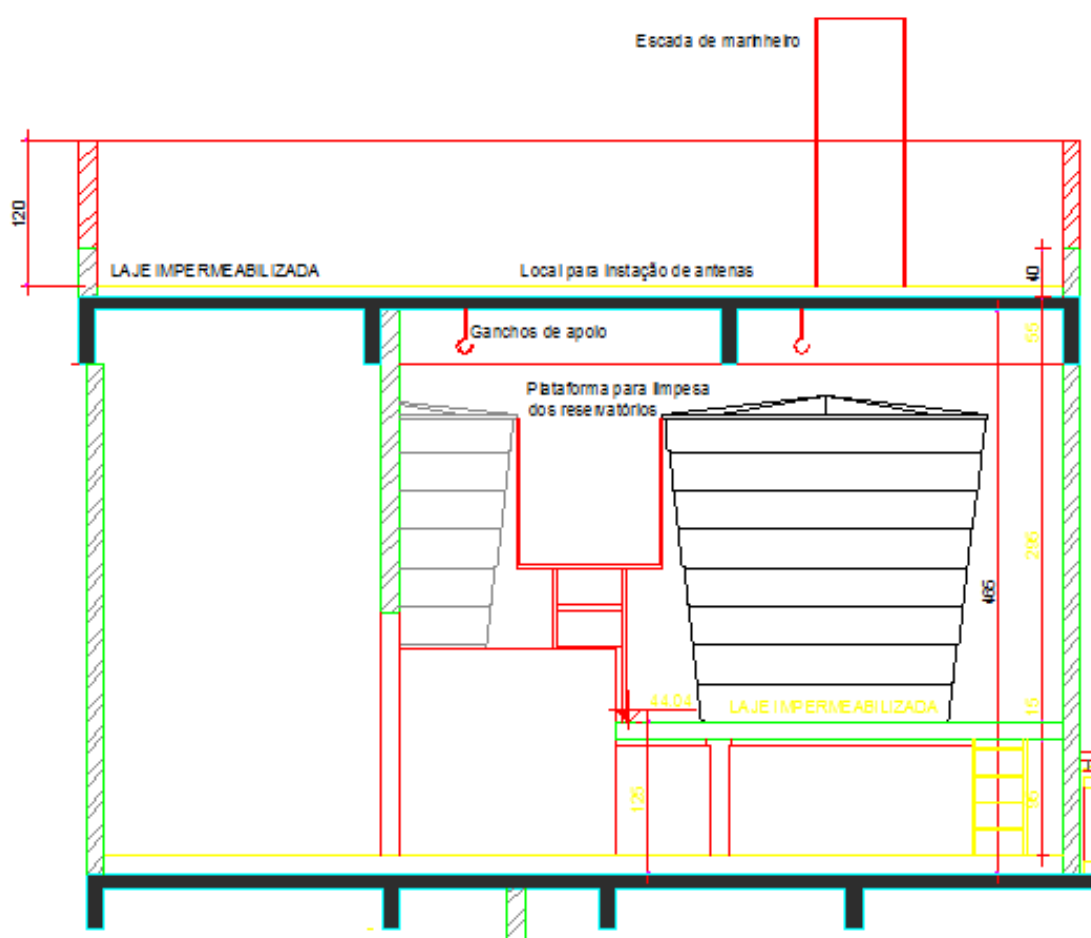 Escada de marinheiro
120
LAJE IMPERMEABILIZADA
Local para Instação de antenas
40
Ganchos de apoio
55
Plataforma para limpesa
dos reservatórios
295
465
44.04
LAJE IMPERMEABILIZADA
15
125
95